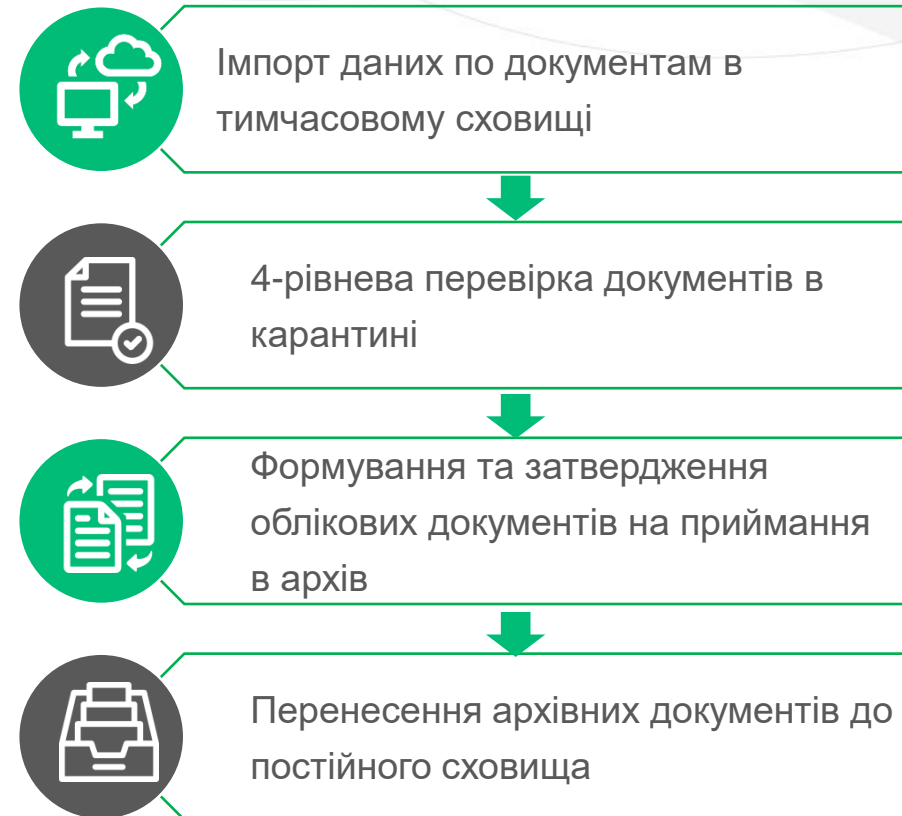 Імпорт даних по документам в
тимчасовому сховищі
4-рівнева перевірка документів в
карантині
Формування та затвердження
облікових документів на приймання
в архів
Перенесення архівних документів до
постійного сховища